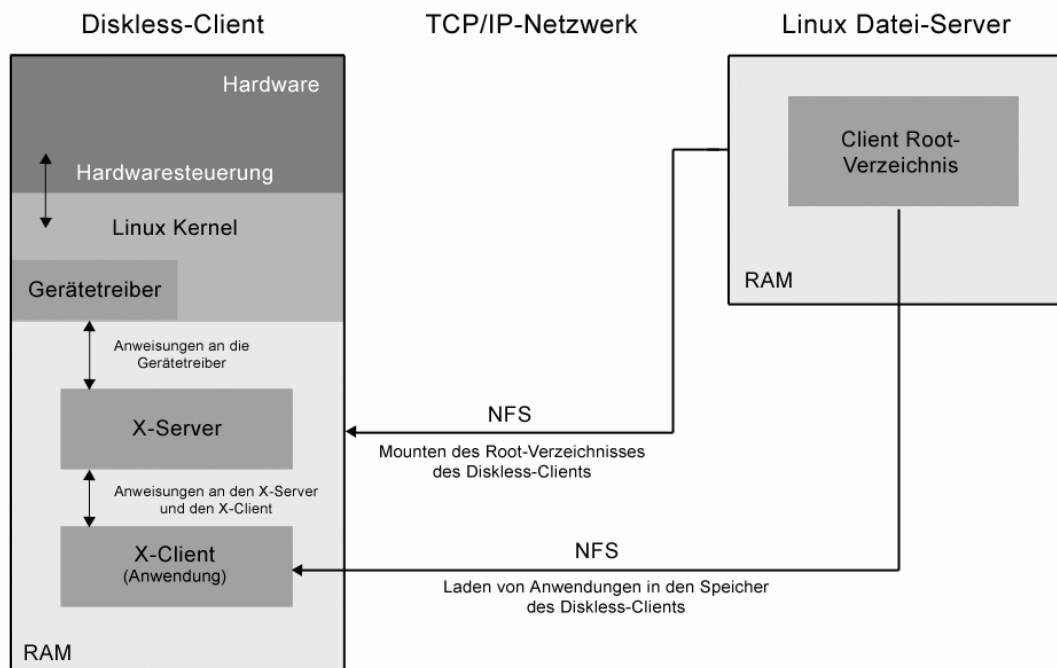 Diskless-Client
TCP/IP-Netzwerk
Linux Datei-Server
Hardware
Hardwaresteuerung
Linux Kernel
Gerätetreiber
Anweisungen an die
Gerätetreiber
X-Server
Anweisungen an den X-Server
und den X-Client
X-Client
(Anwendung)
RAM
NFS
Mounten des Root-Verzeichnisses
des Diskless-Clients
NFS
Laden von Anwendungen in den Speicher
des Diskless-Clients
Client Root-
Verzeichnis
RAM